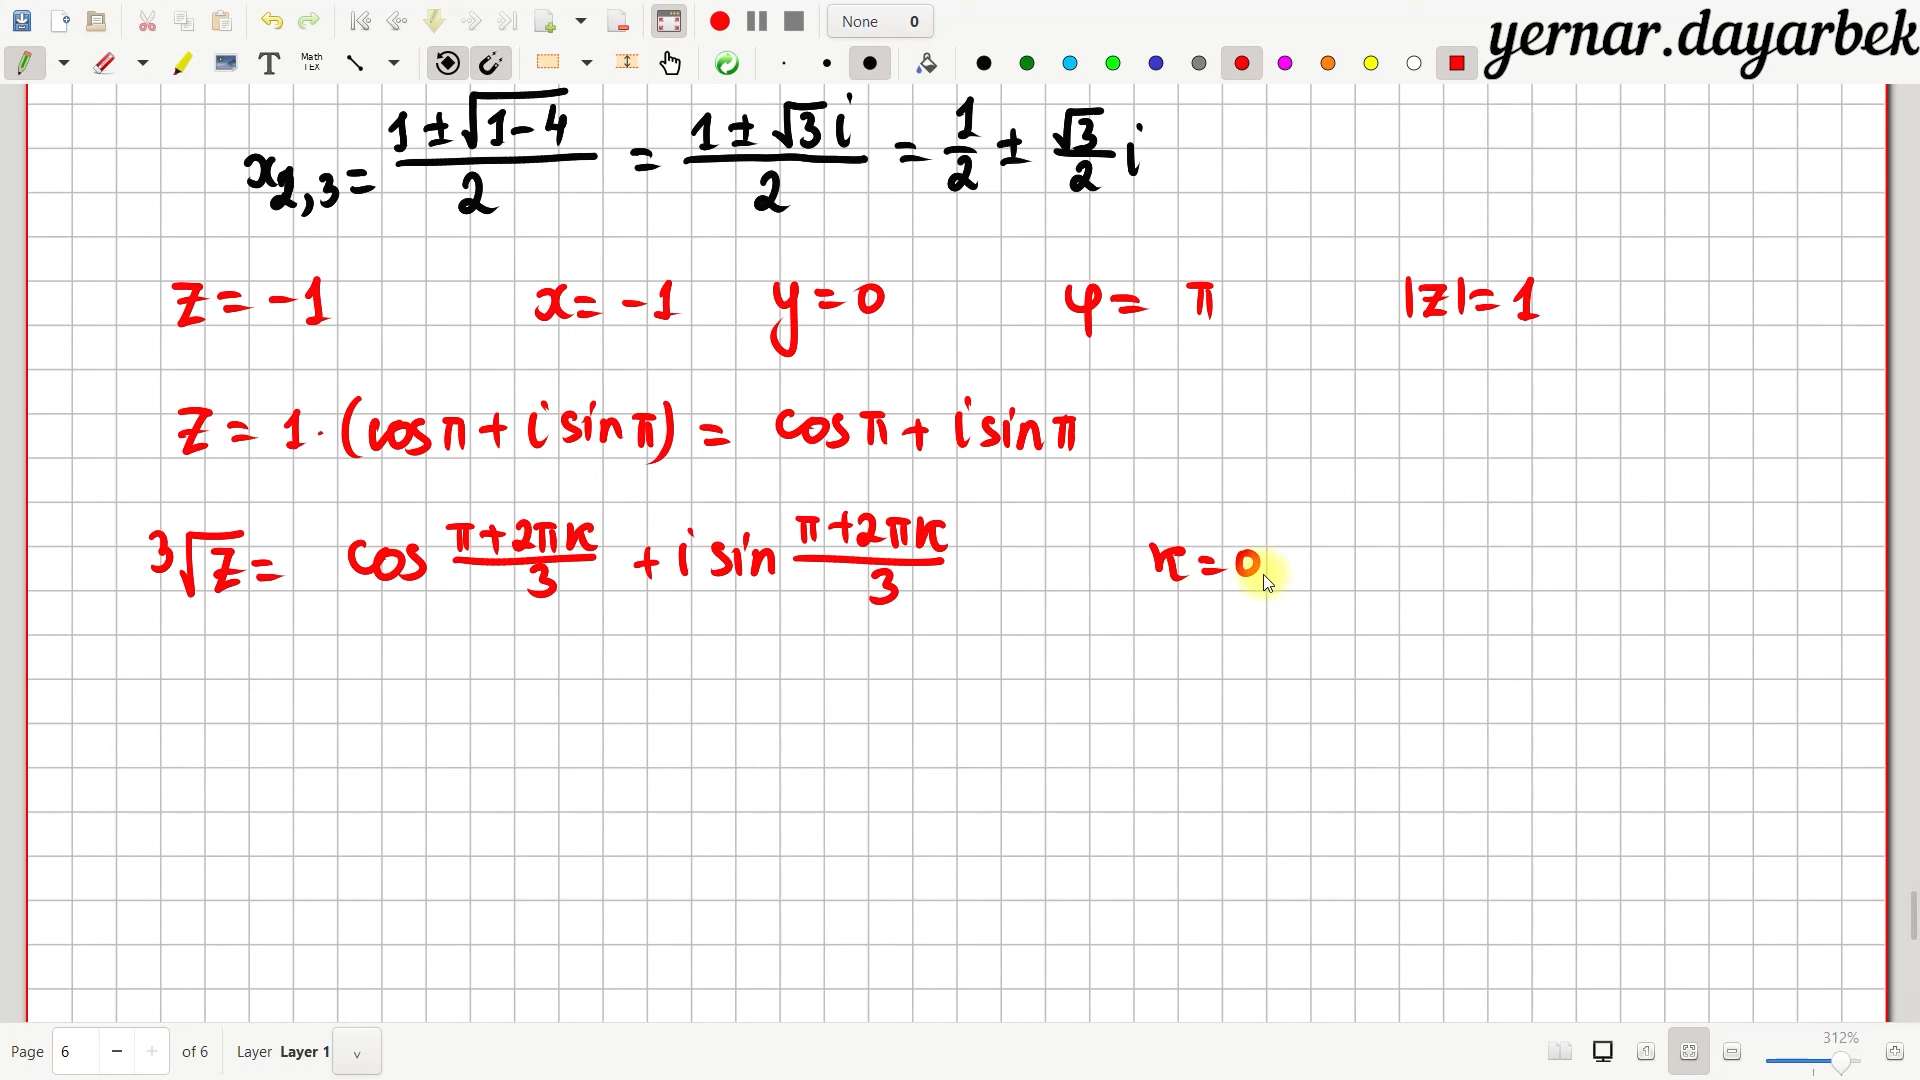 None 0
yernar.dayarbek
Math TEX
x2,3 = (1 ± √(1-4))/2 = (1 ± √3 i)/2 = 1/2 ± √3/2 i
z = -1 x = -1 y = 0 φ = π |z| = 1
z = 1 · (cos π + i sin π) = cos π + i sin π
³√z = cos (π + 2πk)/3 + i sin (π + 2πk)/3 k = 0
Page 6 of 6 Layer Layer 1 312%